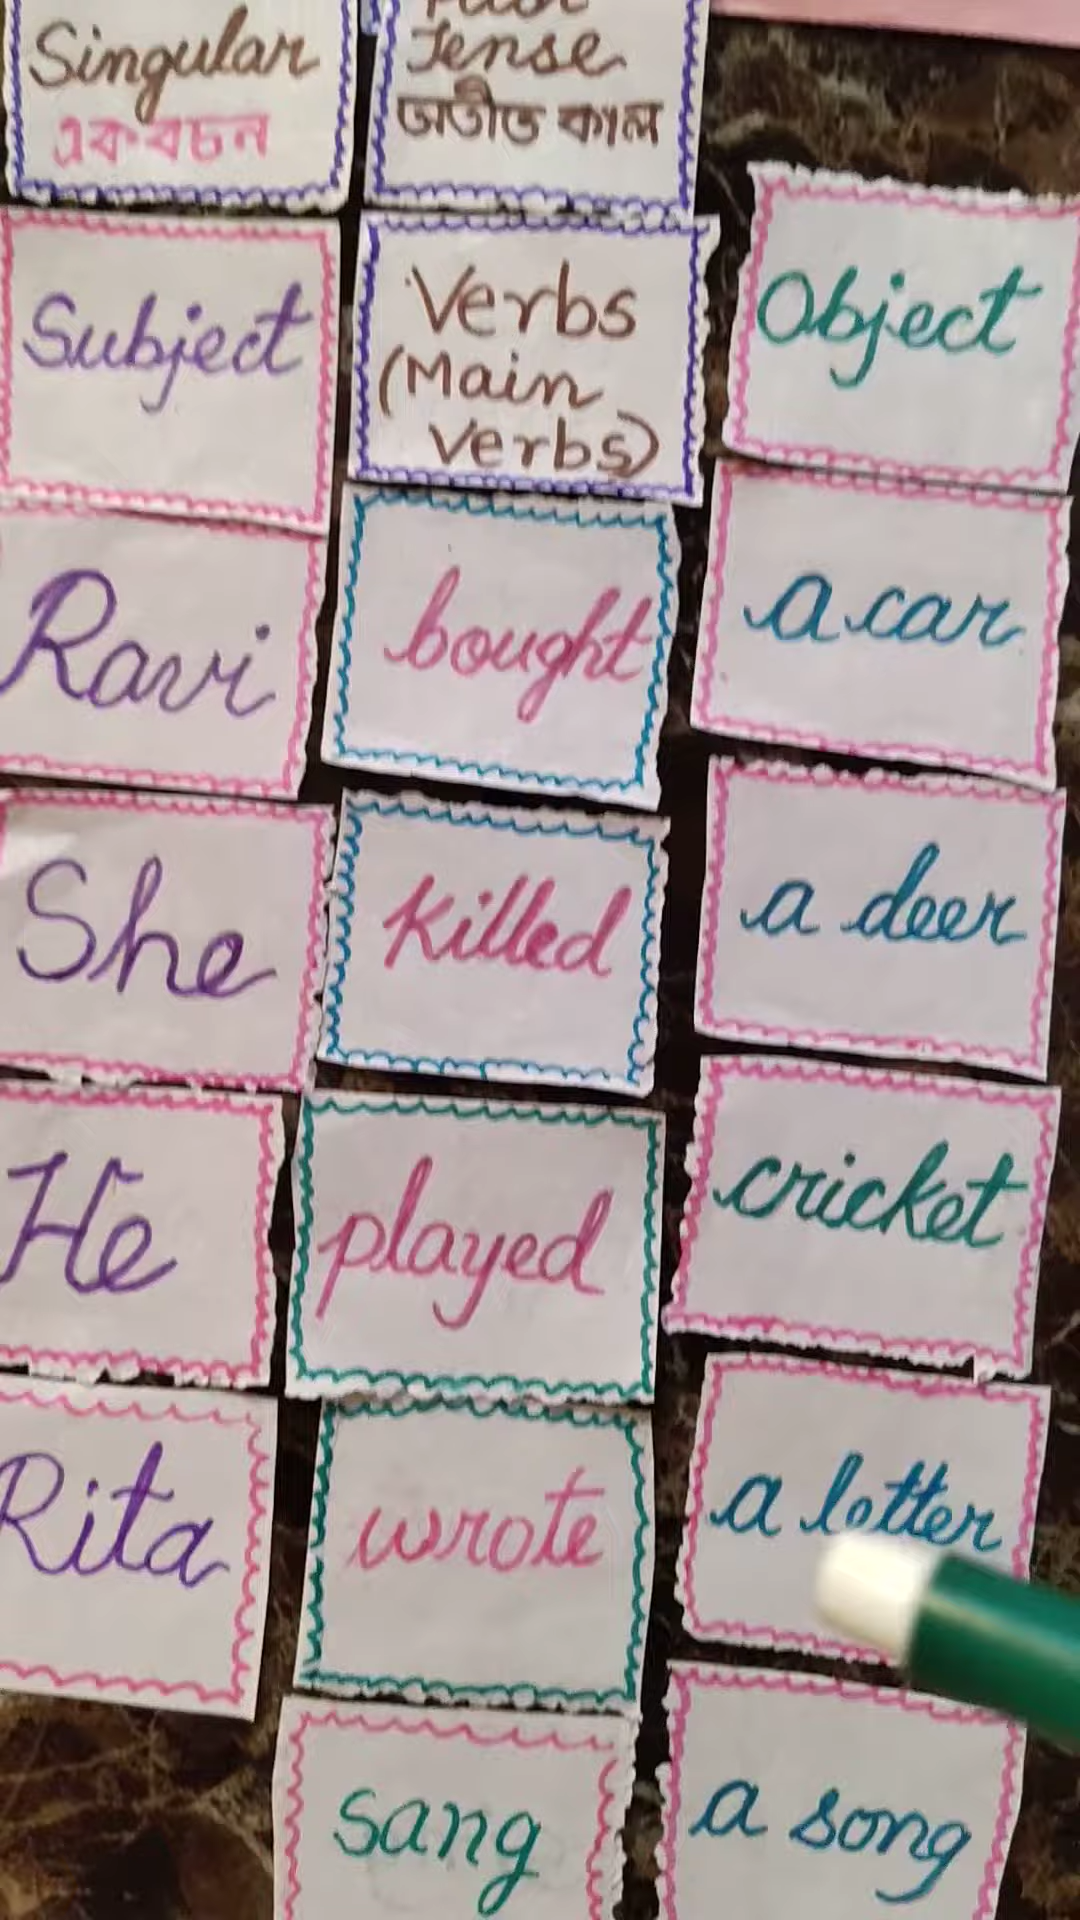 Singular
একবচন
Tense
অতীত কাল
Subject
Verbs
(Main
verbs)
Object
Ravi
bought
a car
She
killed
a deer
He
played
cricket
Rita
wrote
a letter
sang
a song